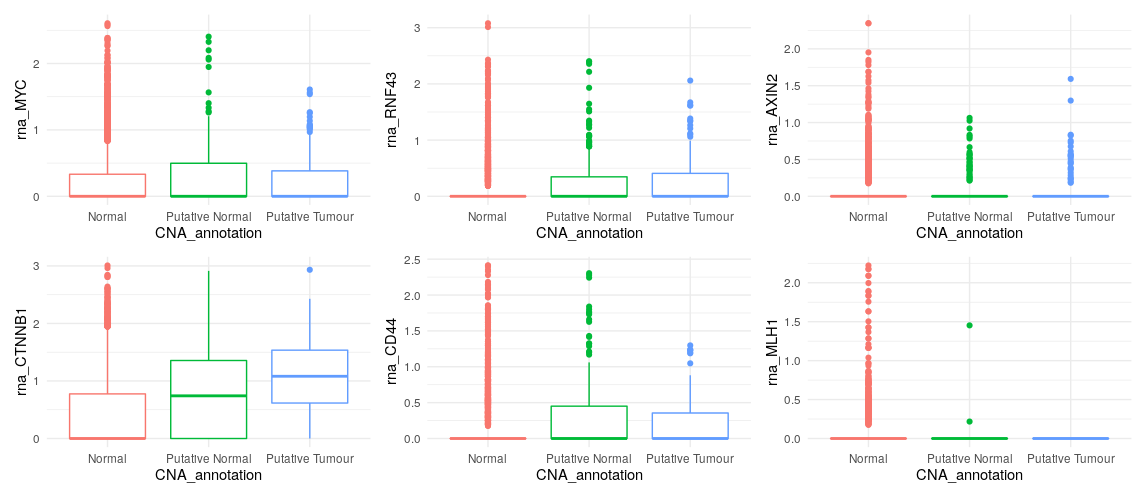 rna_MYC
2
1
0
Normal
Putative Normal
Putative Tumour
CNA_annotation
rna_RNF43
3
2
1
0
Normal
Putative Normal
Putative Tumour
CNA_annotation
rna_AXIN2
2.0
1.5
1.0
0.5
0.0
Normal
Putative Normal
Putative Tumour
CNA_annotation
rna_CTNNB1
3
2
1
0
Normal
Putative Normal
Putative Tumour
CNA_annotation
rna_CD44
2.5
2.0
1.5
1.0
0.5
0.0
Normal
Putative Normal
Putative Tumour
CNA_annotation
rna_MLH1
2.0
1.5
1.0
0.5
0.0
Normal
Putative Normal
Putative Tumour
CNA_annotation